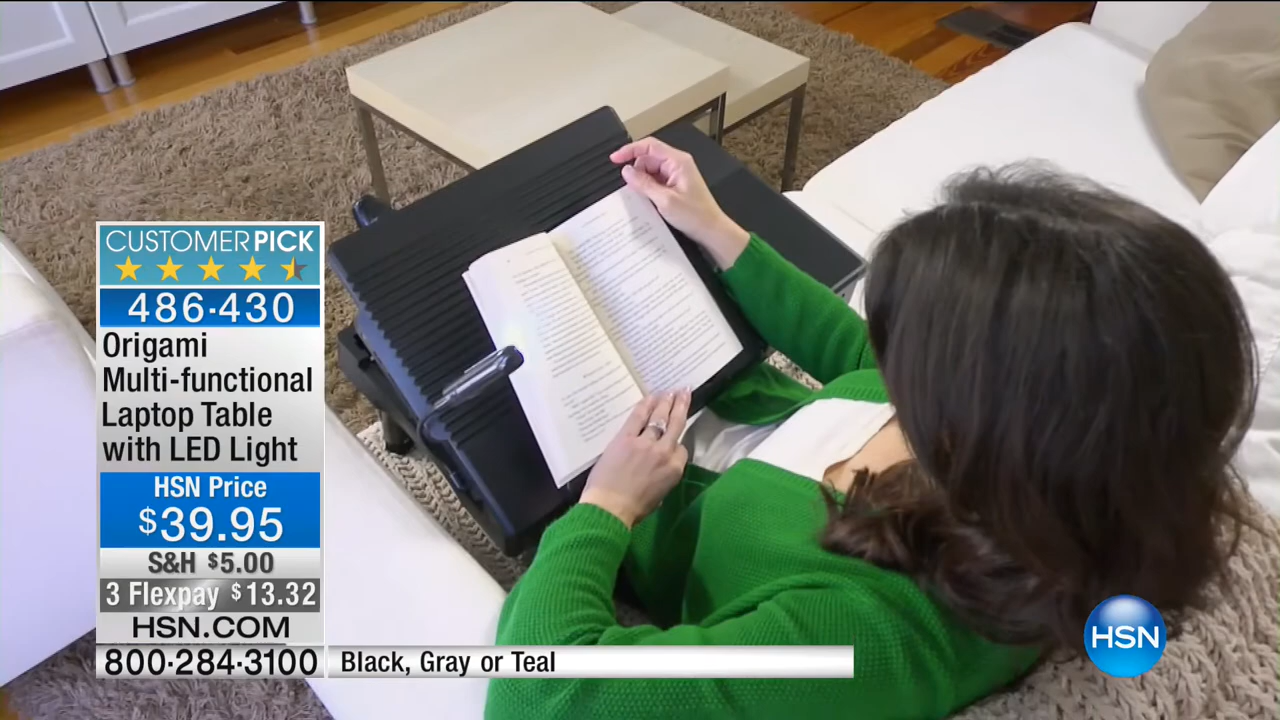 CUSTOMER PICK
486·430
Origami
Multi-functional
Laptop Table
with LED Light
HSN Price
$39.95
S&H $5.00
3 Flexpay $13.32
HSN.COM
800·284·3100
Black, Gray or Teal
HSN